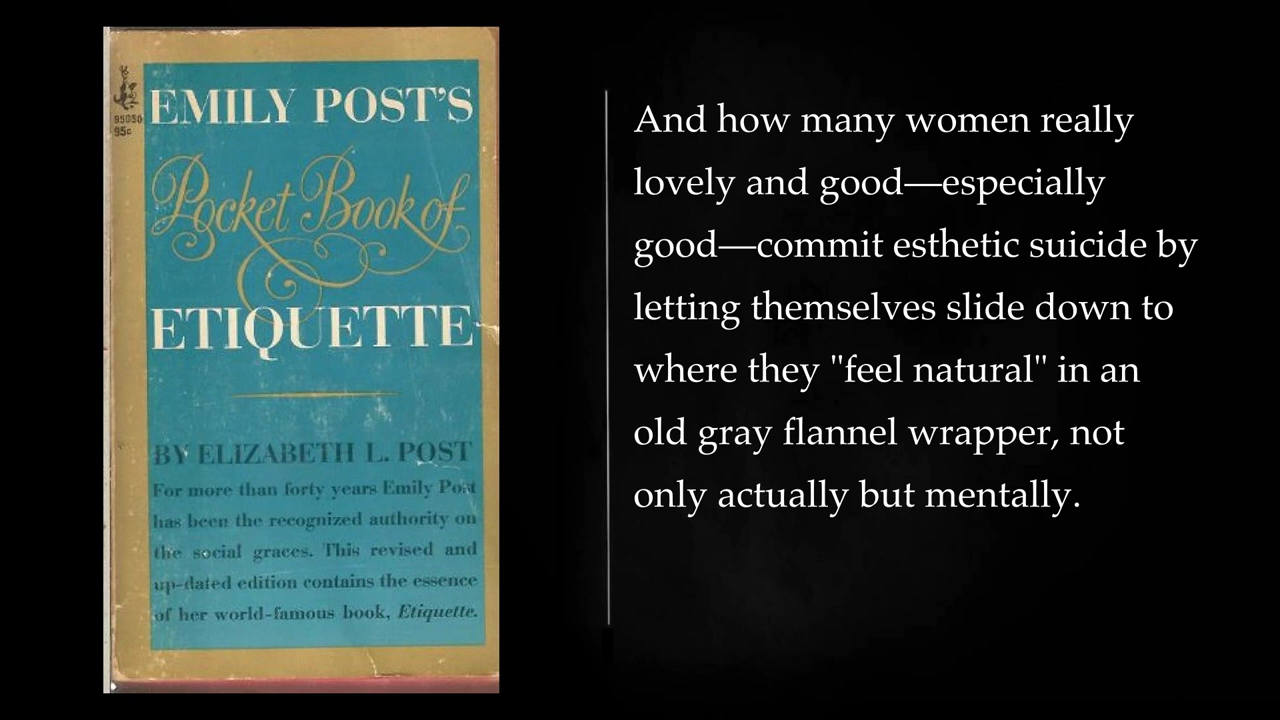 95050
95c
EMILY POST'S
Pocket Book of
ETIQUETTE
BY ELIZABETH L. POST
For more than forty years Emily Post
has been the recognized authority on
the social graces. This revised and
up-dated edition contains the essence
of her world-famous book, Etiquette.
And how many women really
lovely and good—especially
good—commit esthetic suicide by
letting themselves slide down to
where they "feel natural" in an
old gray flannel wrapper, not
only actually but mentally.